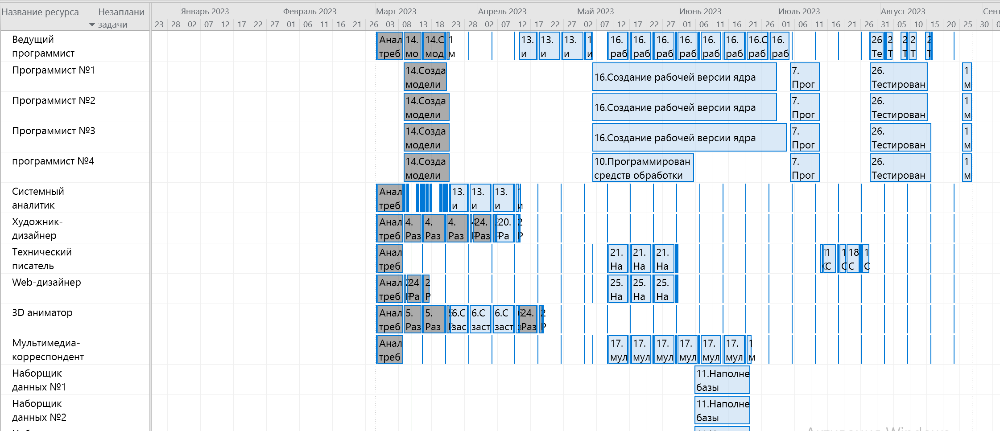 Название ресурса Незаплани задачи
Январь 2023 Февраль 2023 Март 2023 Апрель 2023 Май 2023 Июнь 2023 Июль 2023 Август 2023 Сент
23 28 02 07 12 17 22 27 01 06 11 16 21 26 03 08 13 18 23 28 02 07 12 17 22 27 02 07 12 17 22 27 01 06 11 16 21 26 01 06 11 16 21 26 31 05 10 15 20 25 30 0
Ведущий Анал 14. 14.С 1 13. 13. 13. 1 16. 16. 16. 16. 16. 16. 16.С 16. 26 2 2 2 2
программист треб мо мод м и и и и раб раб раб раб раб раб раб раб Те Т Т Т Т
Программист №1 14.Созда модели 16.Создание рабочей версии ядра 7. Прог 26. Тестирован 1 м
Программист №2 14.Созда модели 16.Создание рабочей версии ядра 7. Прог 26. Тестирован 1 м
Программист №3 14.Созда модели 16.Создание рабочей версии ядра 7. Прог 26. Тестирован 1 м
программист №4 14.Созда модели 10.Программирован средств обработки 7. Прог 26. Тестирован 1 м
Системный Анал 13. 13. 13.
аналитик треб и и и и
Художник- Анал 4. 4. 4. 24. 20. 2
дизайнер треб Раз Раз Раз Раз Ра Р
Технический Анал 21. 21. 21. 1 1 18 1
писатель треб На На На С С С С
Web-дизайнер Анал 24 2 25. 25. 25.
треб Ра Р На На На
3D аниматор Анал 5. 5. 6.С 6.С 6.С 24. 2
треб Раз Раз зас заст заст Раз Р
Мультимедиа- Анал 17. 17. 17. 17. 17. 17. 1
корреспондент треб мул мул мул мул мул мул м
Наборщик 11.Наполне
данных №1 базы
Наборщик 11.Наполне
данных №2 базы